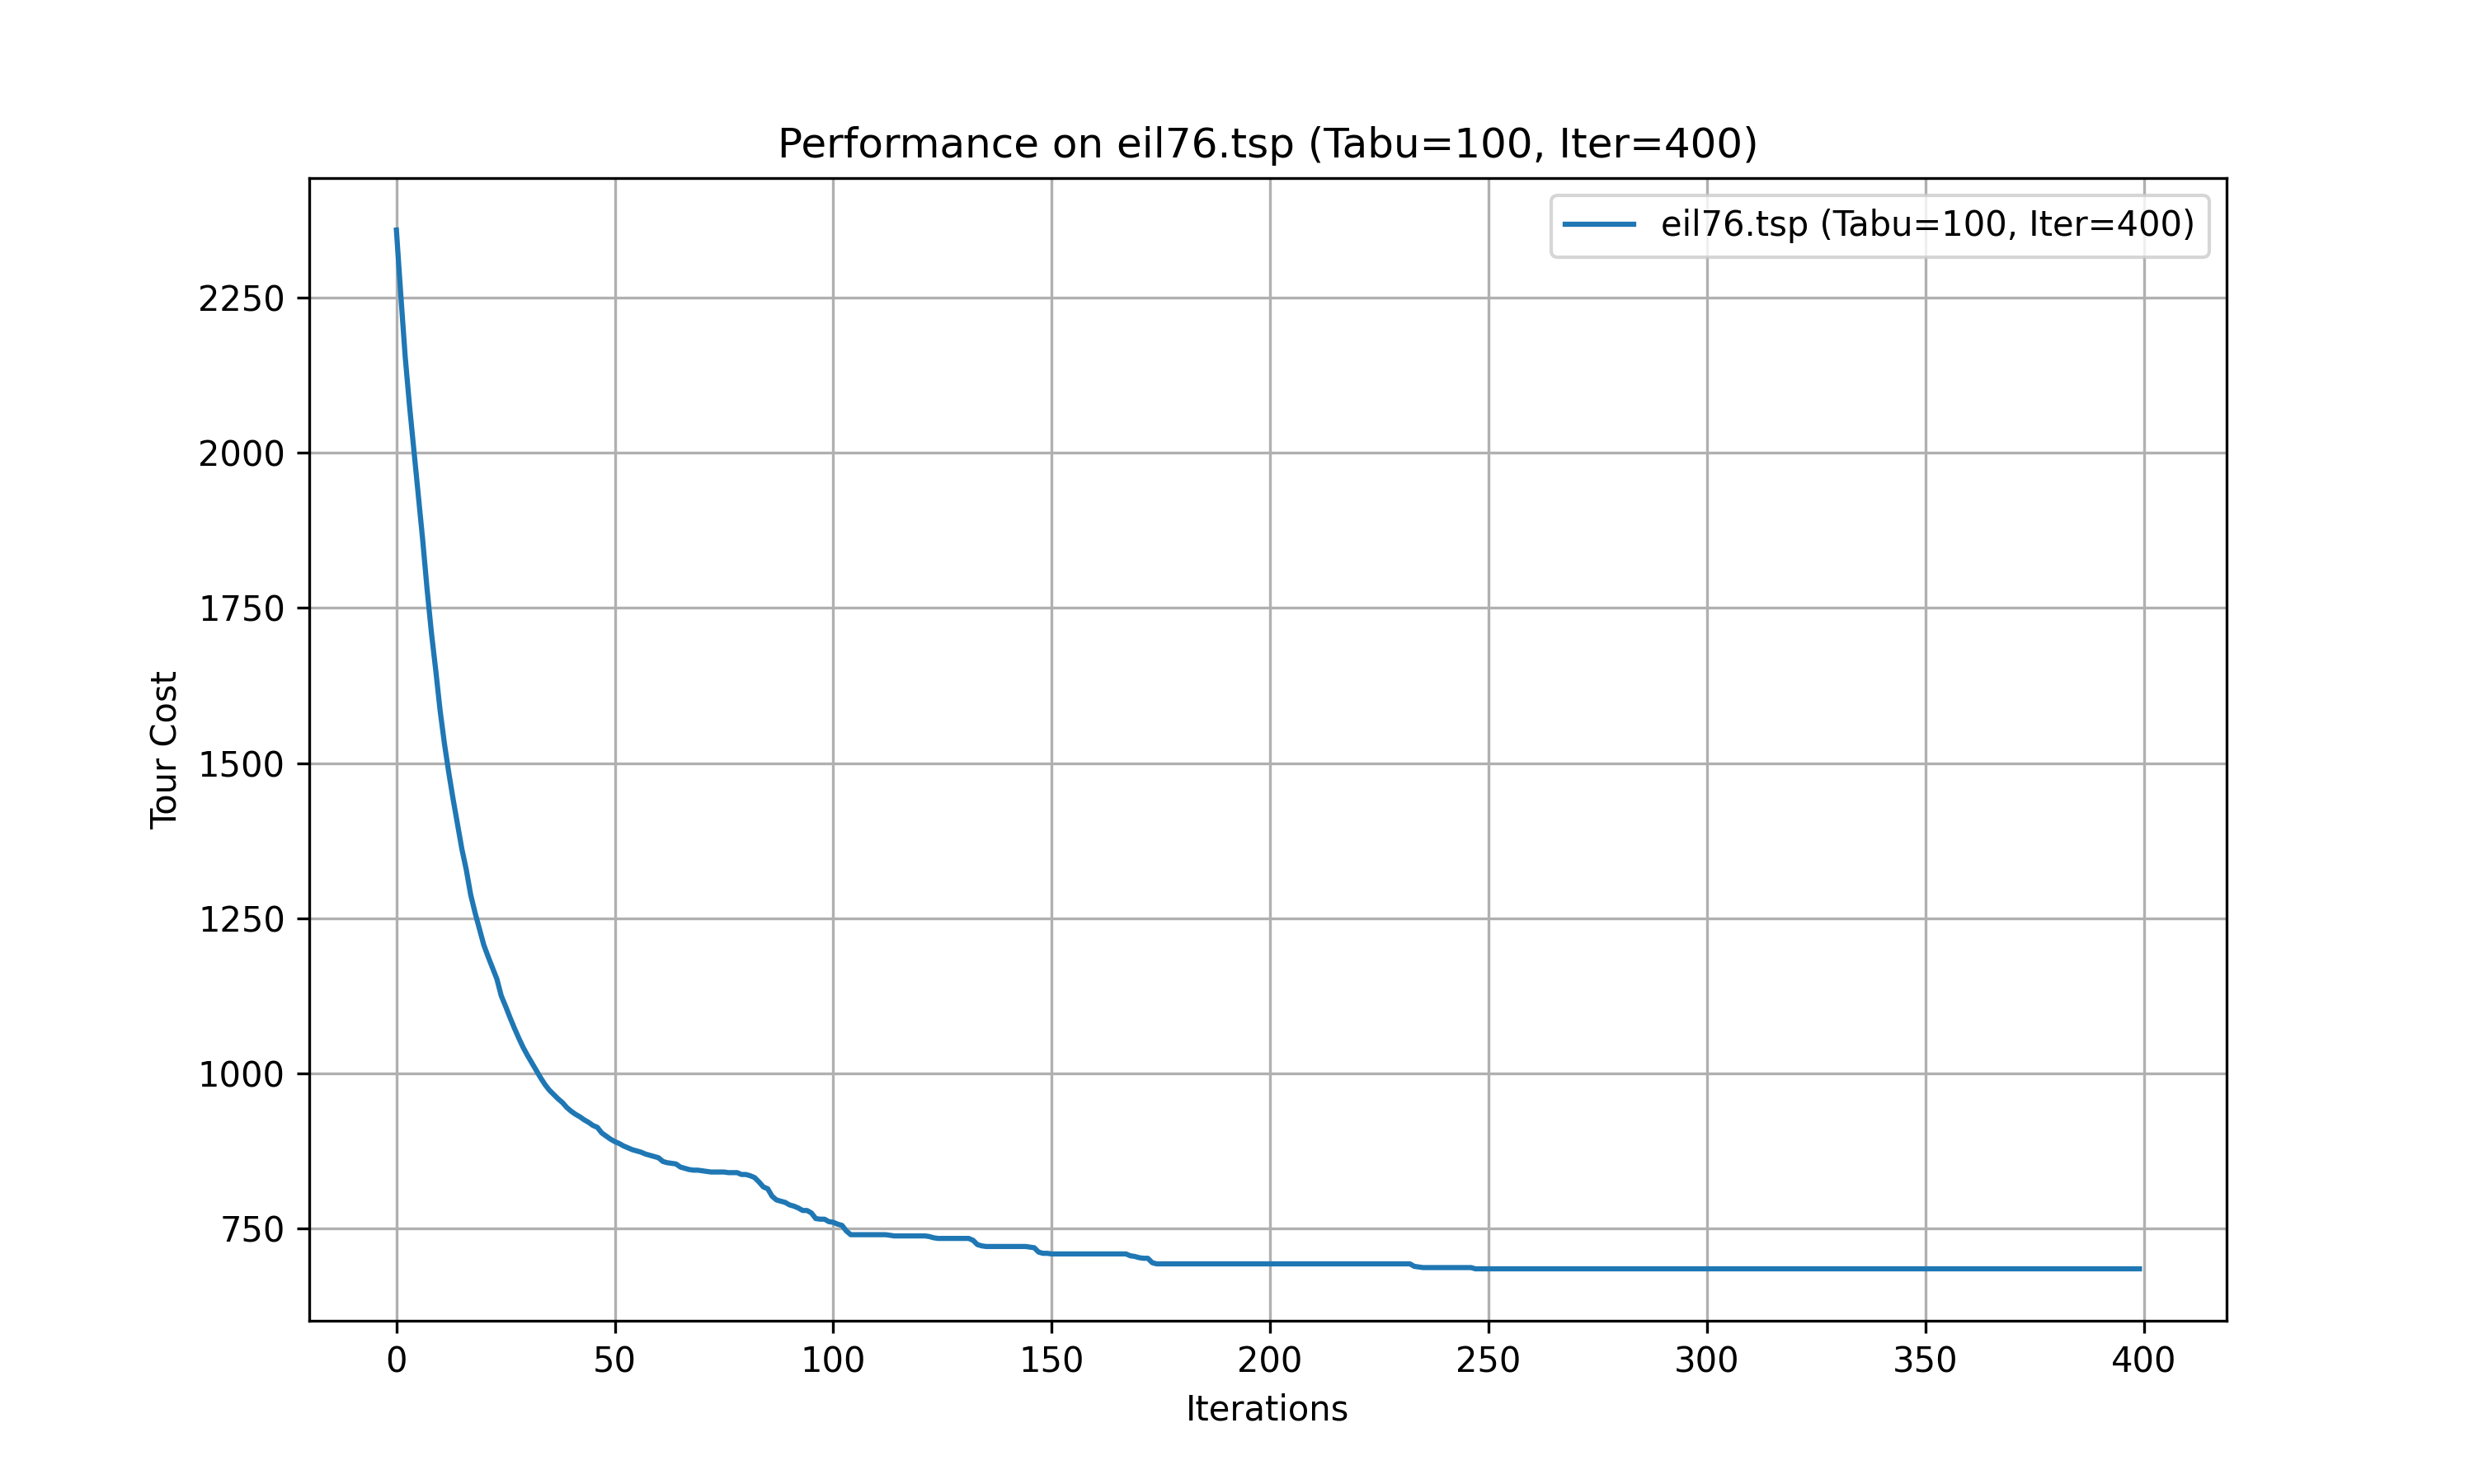 Performance on eil76.tsp (Tabu=100, Iter=400)
eil76.tsp (Tabu=100, Iter=400)
Tour Cost
2250
2000
1750
1500
1250
1000
750
0 50 100 150 200 250 300 350 400
Iterations